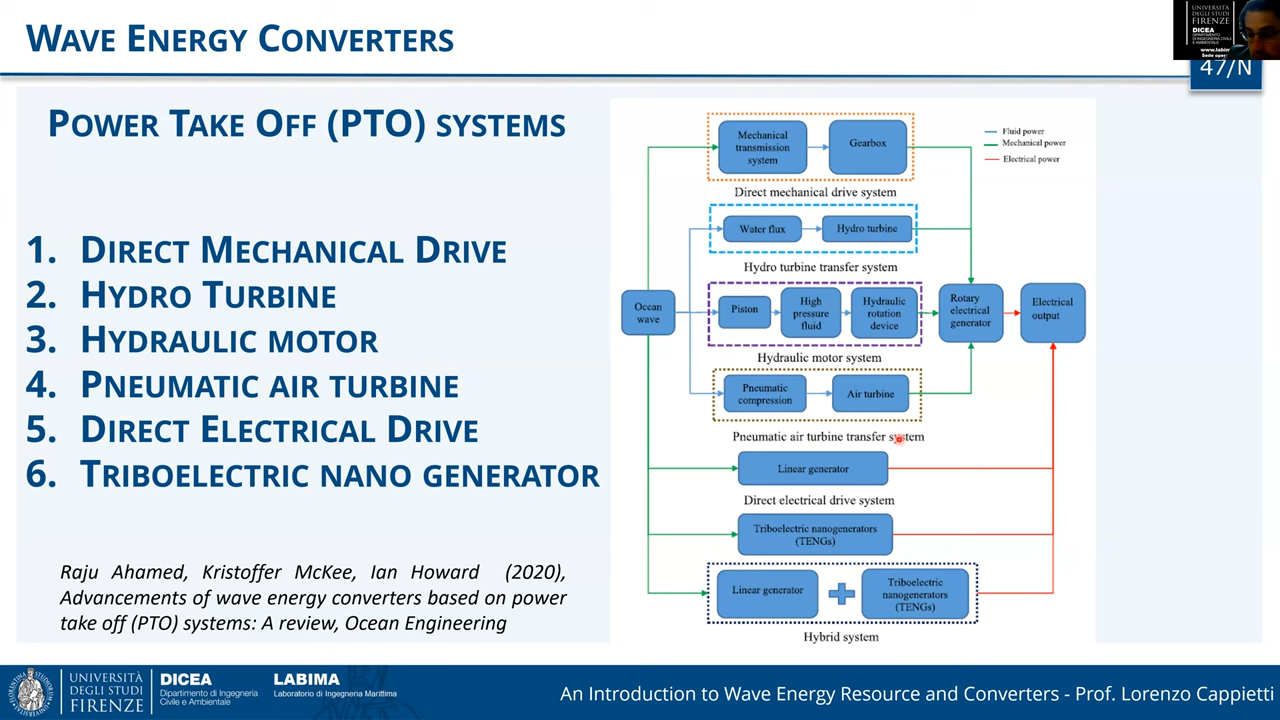 WAVE ENERGY CONVERTERS
UNIVERSITÀ
DEGLI STUDI
FIRENZE
DICEA
47/N
POWER TAKE OFF (PTO) SYSTEMS
1. DIRECT MECHANICAL DRIVE
2. HYDRO TURBINE
3. HYDRAULIC MOTOR
4. PNEUMATIC AIR TURBINE
5. DIRECT ELECTRICAL DRIVE
6. TRIBOELECTRIC NANO GENERATOR
Raju Ahamed, Kristoffer McKee, Ian Howard (2020),
Advancements of wave energy converters based on power
take off (PTO) systems: A review, Ocean Engineering
Fluid power
Mechanical power
Electrical power
Mechanical
transmission
system
Gearbox
Direct mechanical drive system
Water flux
Hydro turbine
Hydro turbine transfer system
Ocean
wave
Piston
High
pressure
fluid
Hydraulic
rotation
device
Rotary
electrical
generator
Electrical
output
Hydraulic motor system
Pneumatic
compression
Air turbine
Pneumatic air turbine transfer system
Linear generator
Direct electrical drive system
Triboelectric nanogenerators
(TENGs)
Linear generator
Triboelectric
nanogenerators
(TENGs)
Hybrid system
UNIVERSITÀ
DEGLI STUDI
FIRENZE
DICEA
Dipartimento di Ingegneria
Civile e Ambientale
LABIMA
Laboratorio di Ingegneria Marittima
An Introduction to Wave Energy Resource and Converters - Prof. Lorenzo Cappietti